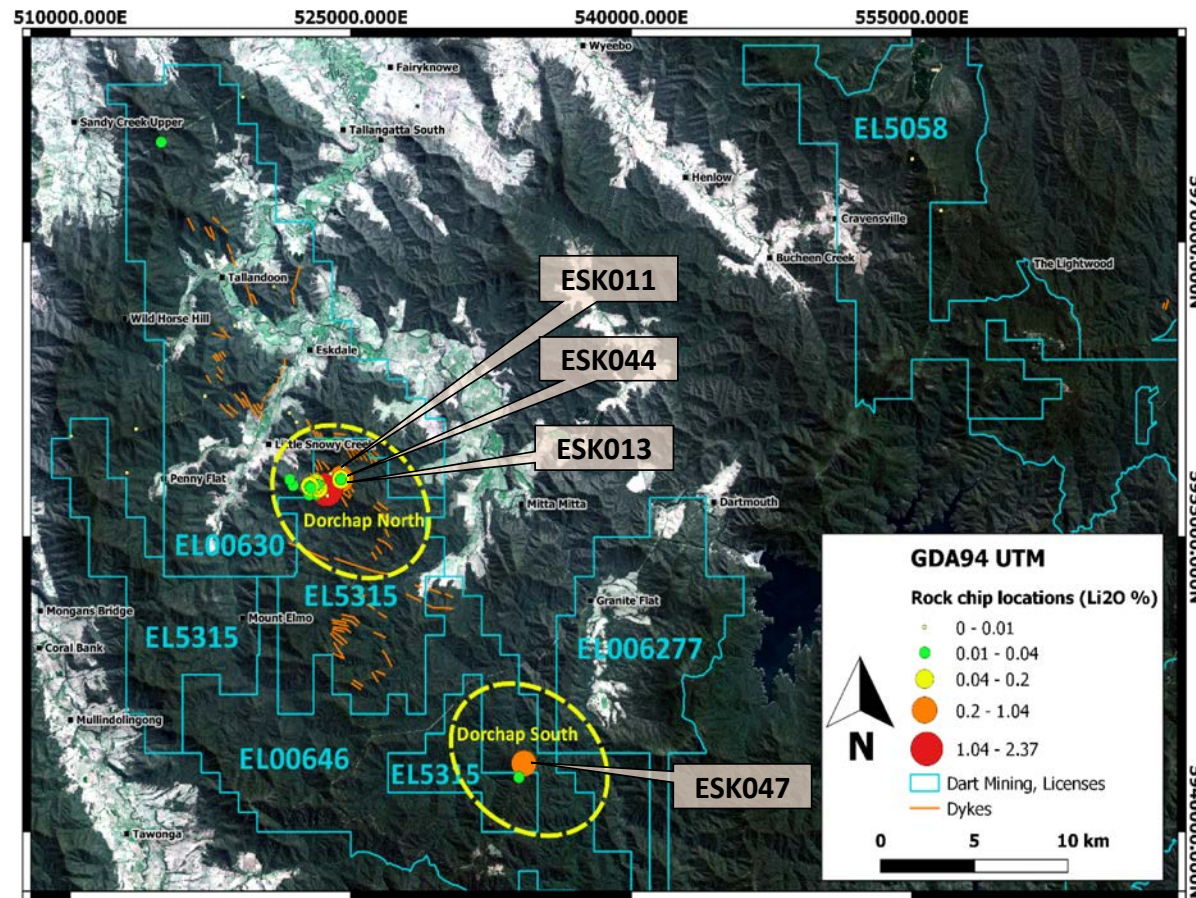 510000.000E
525000.000E
540000.000E
555000.000E
Wyeebo
Fairyknowe
Sandy Creek Upper
Tallangatta South
EL5058
Henlow
Cravensville
Bucheen Creek
The Lightwood
ESK011
Tallandoon
Wild Horse Hill
Eskdale
ESK044
Little Snowy Creek
ESK013
Penny Flat
Dorchap North
Mitta Mitta
Dartmouth
EL00630
EL5315
Granite Flat
Mongans Bridge
Mount Elmo
EL5315
Coral Bank
EL006277
Mullindolingong
Dorchap South
EL00646
EL5315
ESK047
Tawonga
GDA94 UTM
Rock chip locations (Li2O %)
0 - 0.01
0.01 - 0.04
0.04 - 0.2
0.2 - 1.04
1.04 - 2.37
Dart Mining, Licenses
Dykes
N
0 5 10 km